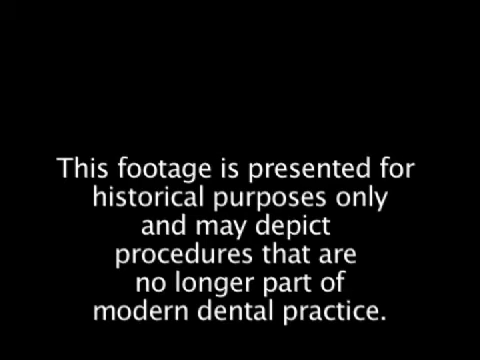 This footage is presented for
historical purposes only
and may depict
procedures that are
no longer part of
modern dental practice.